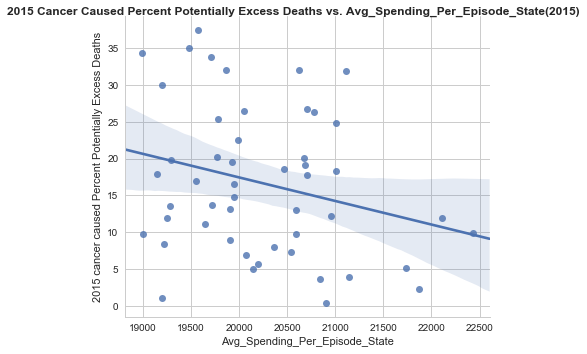 2015 Cancer Caused Percent Potentially Excess Deaths vs. Avg_Spending_Per_Episode_State(2015)
2015 cancer caused Percent Potentially Excess Deaths
35
30
25
20
15
10
5
0
19000 19500 20000 20500 21000 21500 22000 22500
Avg_Spending_Per_Episode_State